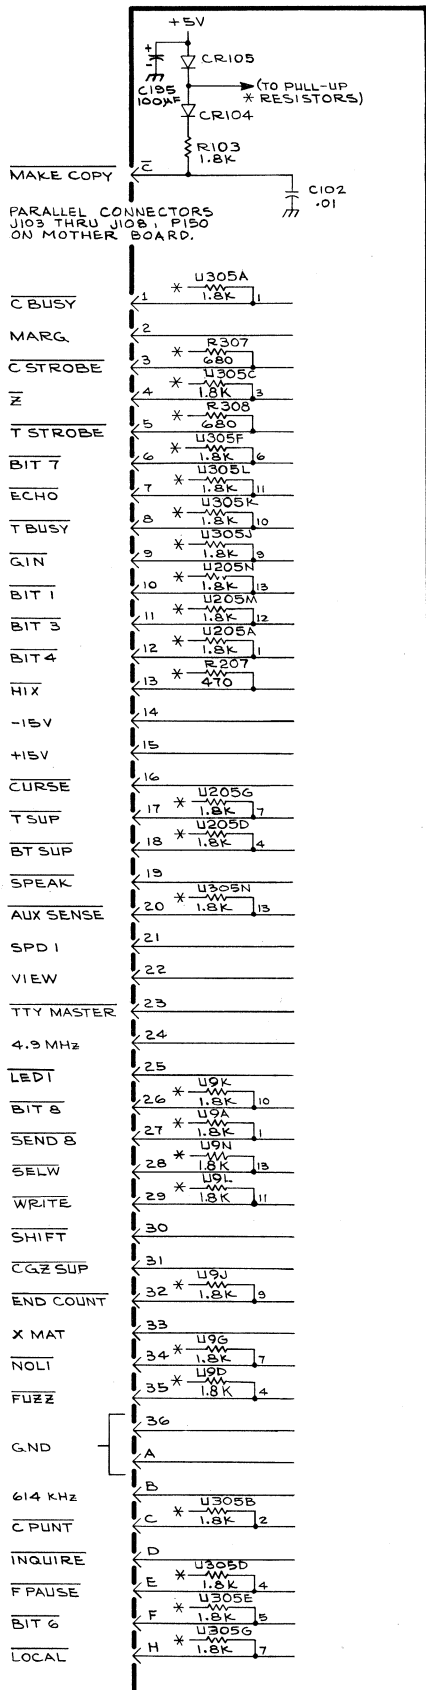 +5V
+
-
CR105
C195
100µF
(TO PULL-UP
* RESISTORS)
CR104
R103
1.8K
MAKE COPY
C
C102
.01
PARALLEL CONNECTORS
J103 THRU J108, P150
ON MOTHER BOARD.
C BUSY 1 * U305A 1.8K 1
MARG 2
C STROBE 3 * R307 680
Z 4 * U305C 1.8K 3
T STROBE 5 * R308 680
BIT 7 6 * U305F 1.8K 6
ECHO 7 * U305L 1.8K 11
T BUSY 8 * U305K 1.8K 10
GIN 9 * U305J 1.8K 9
BIT 1 10 * U205N 1.8K 13
BIT 3 11 * U205M 1.8K 12
BIT 4 12 * U205A 1.8K 1
HIX 13 * R207 470
-15V 14
+15V 15
CURSE 16
T SUP 17 * U205G 1.8K 7
BT SUP 18 * U205D 1.8K 4
SPEAK 19
AUX SENSE 20 * U305N 1.8K 13
SPD 1 21
VIEW 22
TTY MASTER 23
4.9 MHz 24
LED1 25
BIT 8 26 * U9K 1.8K 10
SEND 8 27 * U9A 1.8K 1
SELW 28 * U9N 1.8K 13
WRITE 29 * U9L 1.8K 11
SHIFT 30
CGZ SUP 31
END COUNT 32 * U9J 1.8K 9
X MAT 33
NOLI 34 * U9G 1.8K 7
FUZZ 35 * U9D 1.8K 4
36
GND
A
614 KHz B
C PUNT C * U305B 1.8K 2
INQUIRE D
F PAUSE E * U305D 1.8K 4
BIT 6 F * U305E 1.8K 5
LOCAL H * U305G 1.8K 7